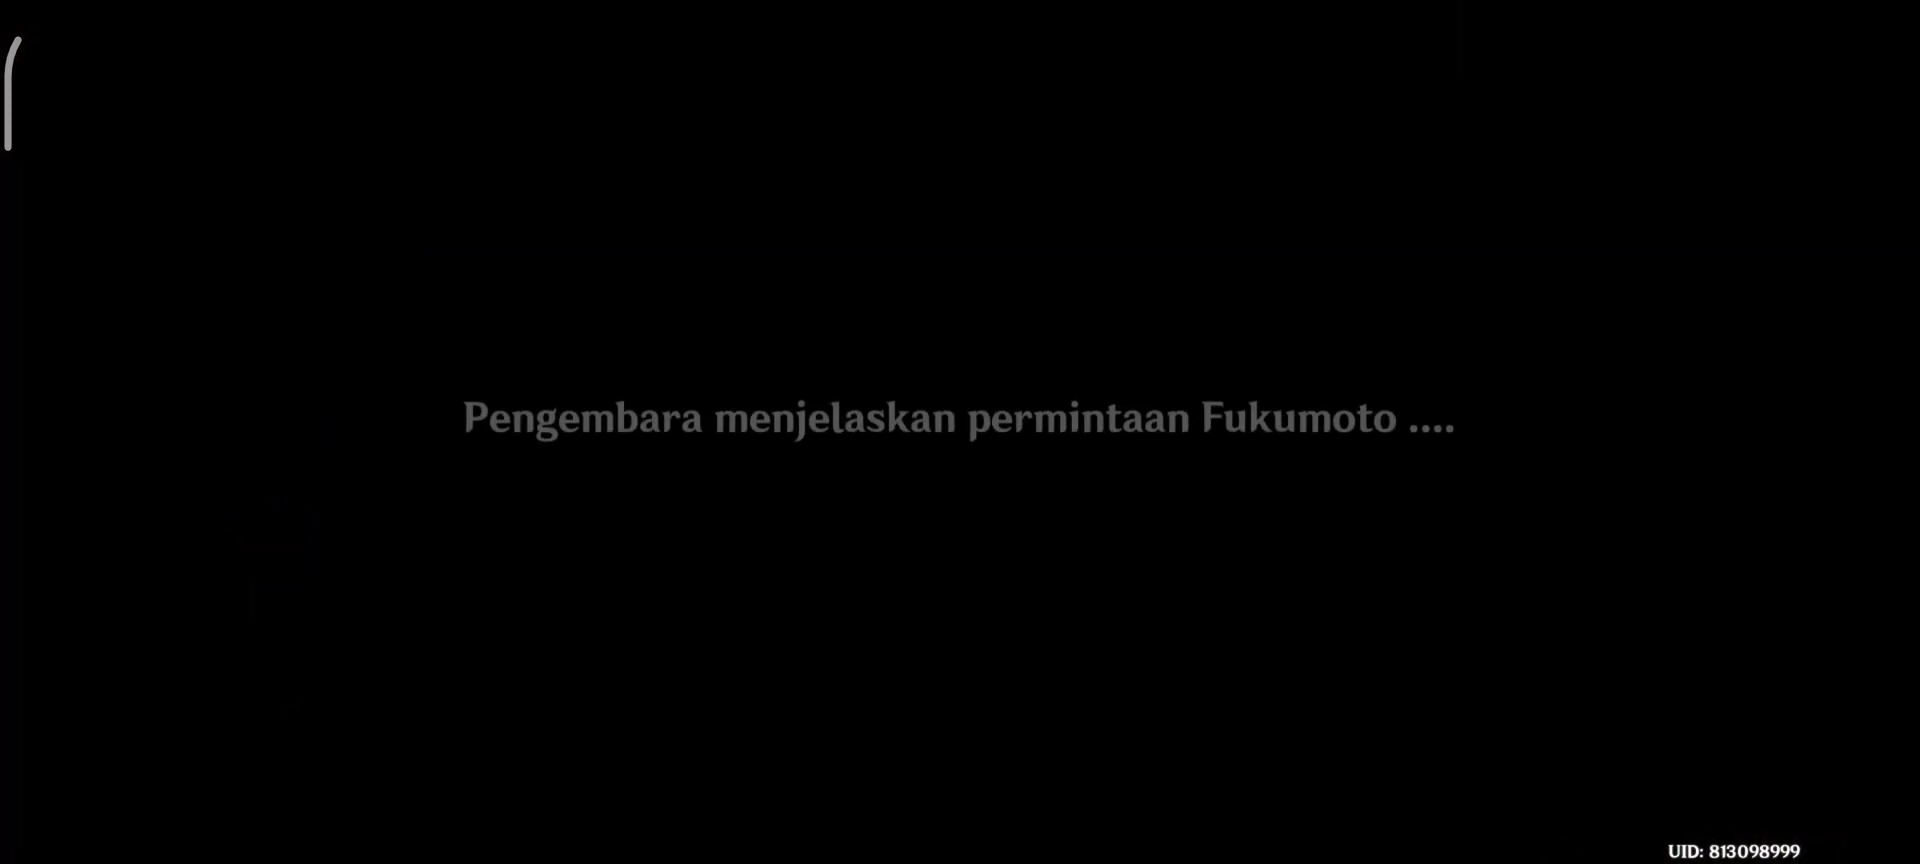 Pengembara menjelaskan permintaan Fukumoto ....
UID: 813098999